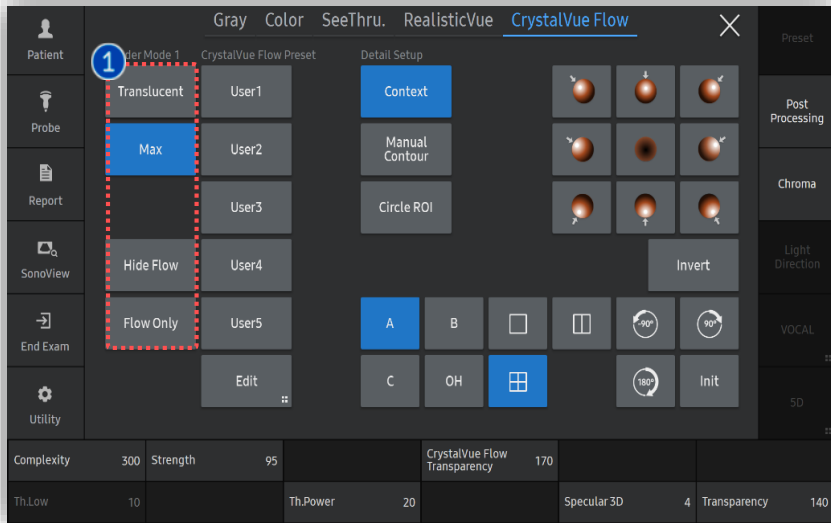 Gray Color SeeThru. RealisticVue CrystalVue Flow
Patient
Probe
Report
SonoView
End Exam
Utility
1
der Mode 1
Translucent
Max
Hide Flow
Flow Only
CrystalVue Flow Preset
User1
User2
User3
User4
User5
Edit
Detail Setup
Context
Manual
Contour
Circle ROI
Invert
A B -90° 90°
C OH 180° Init
Preset
Post
Processing
Chroma
Light
Direction
VOCAL
5D
Complexity 300 Strength 95 CrystalVue Flow
Transparency 170
Th.Low 10 Th.Power 20 Specular 3D 4 Transparency 140